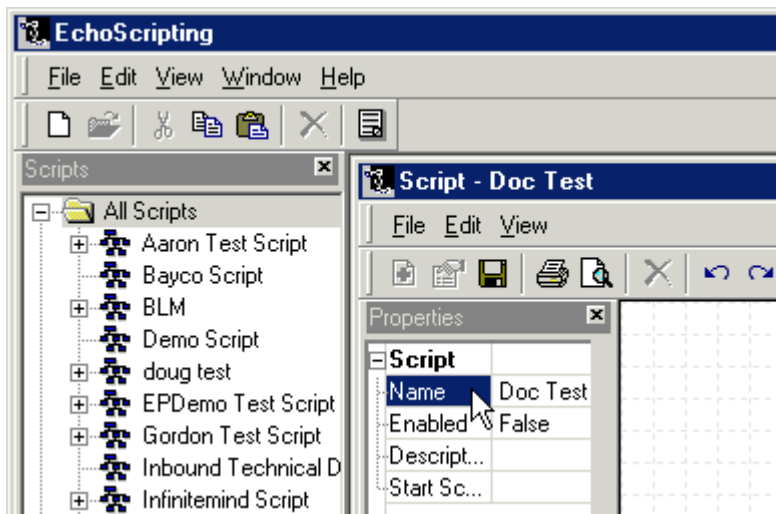 EchoScripting
File Edit View Window Help
Scripts
All Scripts
Aaron Test Script
Bayco Script
BLM
Demo Script
doug test
EPDemo Test Script
Gordon Test Script
Inbound Technical D
Infinitemind Script
Script - Doc Test
File Edit View
Properties
Script
Name Doc Test
Enabled False
Descript...
Start Sc...